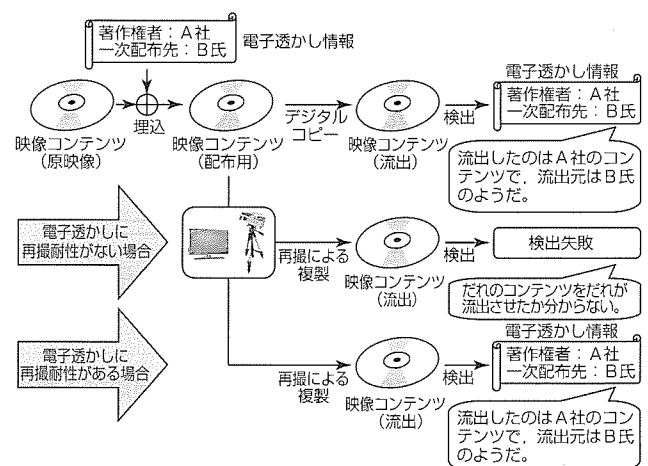 著作権者：A社
一次配布先：B氏
電子透かし情報
埋込
映像コンテンツ
（原映像）
映像コンテンツ
（配布用）
デジタル
コピー
映像コンテンツ
（流出）
検出
電子透かし情報
著作権者：A社
一次配布先：B氏
流出したのはA社のコン
テンツで，流出元はB氏
のようだ。
電子透かしに
再撮耐性がない場合
再撮による
複製
映像コンテンツ
（流出）
検出
検出失敗
だれのコンテンツをだれが
流出させたか分からない。
電子透かしに
再撮耐性がある場合
再撮による
複製
映像コンテンツ
（流出）
検出
電子透かし情報
著作権者：A社
一次配布先：B氏
流出したのはA社のコン
テンツで，流出元はB氏
のようだ。